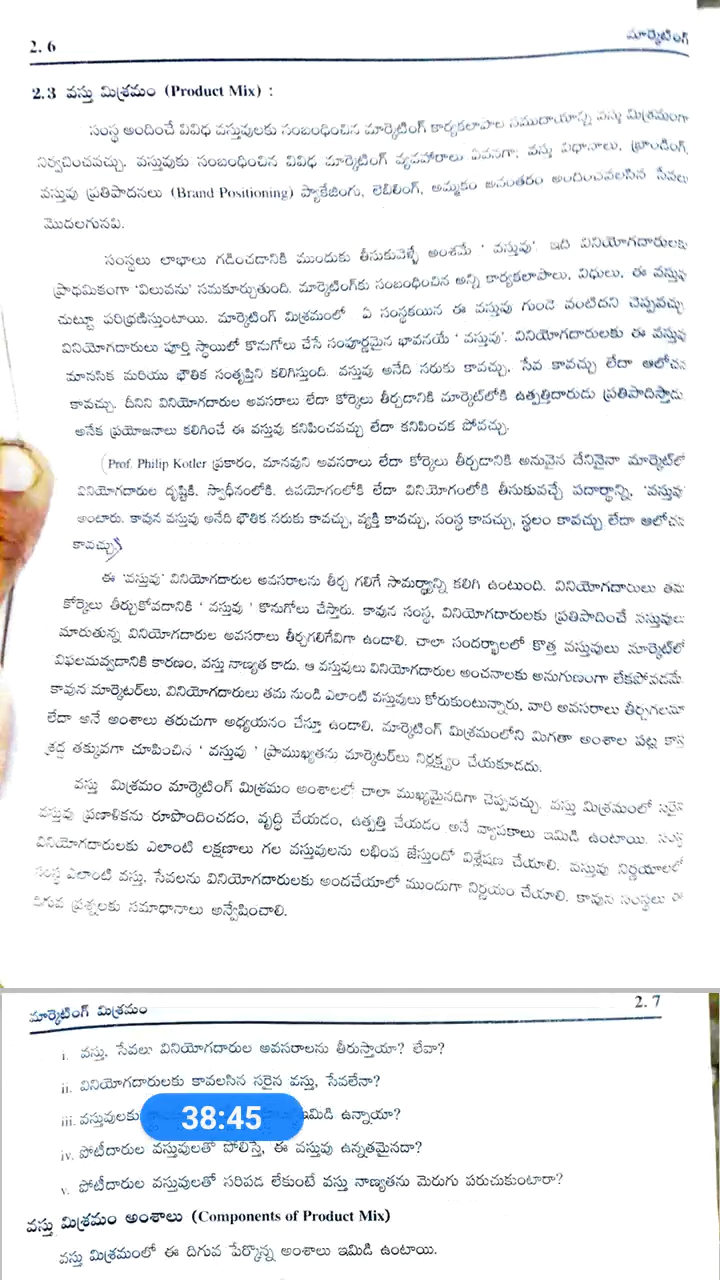 2. 6
మార్కెటింగ్
2.3 వస్తు మిశ్రమం (Product Mix) :
సంస్థ అందించే వివిధ వస్తువులకు సంబంధించిన మార్కెటింగ్ కార్యకలాపాల సముదాయాన్ని వస్తు మిశ్రమంగా
నిర్వచించవచ్చు. వస్తువుకు సంబంధించిన వివిధ మార్కెటింగ్ వ్యవహారాలు ఏవనగా: వస్తు విధానాలు, బ్రాండింగ్,
వస్తువు ప్రతిపాదనలు (Brand Positioning) ప్యాకేజింగు, లెబిలింగ్, అమ్మకం అనంతరం అందించవలసిన సేవలు
మొదలగునవి.
సంస్థలు లాభాలు గడించడానికి ముందుకు తీసుకువెళ్ళే అంశమే ' వస్తువు'. ఇది వినియోగదారులకు
ప్రాధమికంగా 'విలువను' సమకూర్చుతుంది. మార్కెటింగ్‌కు సంబంధించిన అన్ని కార్యకలాపాలు, విధులు, ఈ వస్తువు
చుట్టూ పరిభ్రమిస్తుంటాయి. మార్కెటింగ్ మిశ్రమంలో ఏ సంస్థకయిన ఈ వస్తువు గుండె వంటిదని చెప్పవచ్చు
వినియోగదారులు పూర్తి స్థాయిలో కొనుగోలు చేసే సంపూర్ణమైన భావనయే ' వస్తువు'. వినియోగదారులకు ఈ వస్తువు
మానసిక మరియు భౌతిక సంతృప్తిని కలిగిస్తుంది. వస్తువు అనేది సరుకు కావచ్చు, సేవ కావచ్చు లేదా ఆలోచన
కావచ్చు. దీనిని వినియోగదారుల అవసరాలు లేదా కోర్కెలు తీర్చడానికి మార్కెట్‌లోకి ఉత్పత్తిదారుడు ప్రతిపాదిస్తాడు.
అనేక ప్రయోజనాలు కలిగించే ఈ వస్తువు కనిపించవచ్చు లేదా కనిపించక పోవచ్చు.
(Prof. Philip Kotler ప్రకారం, మానవుని అవసరాలు లేదా కోర్కెలు తీర్చడానికి అనువైన దేనినైనా మార్కెట్‌లో
వినియోగదారుల దృష్టికి, స్వాధీనంలోకి, ఉపయోగంలోకి లేదా వినియోగంలోకి తీసుకువచ్చే పదార్థాన్ని, 'వస్తువు'
అంటారు. కావున వస్తువు అనేది భౌతిక సరుకు కావచ్చు, వ్యక్తి కావచ్చు, సంస్థ కావచ్చు, స్థలం కావచ్చు లేదా ఆలోచన
కావచ్చు.)
ఈ 'వస్తువు' వినియోగదారుల అవసరాలను తీర్చ గలిగే సామర్థ్యాన్ని కలిగి ఉంటుంది. వినియోగదారులు తమ
కోర్కెలు తీర్చుకోవడానికి ' వస్తువు ' కొనుగోలు చేస్తారు. కావున సంస్థ, వినియోగదారులకు ప్రతిపాదించే వస్తువులు
మారుతున్న వినియోగదారుల అవసరాలు తీర్చగలిగేవిగా ఉండాలి. చాలా సందర్భాలలో కొత్త వస్తువులు మార్కెట్‌లో
విఫలమవ్వడానికి కారణం, వస్తు నాణ్యత కాదు. ఆ వస్తువులు వినియోగదారుల అంచనాలకు అనుగుణంగా లేకపోవడమే.
కావున మార్కెటర్‌లు, వినియోగదారులు తమ నుండి ఎలాంటి వస్తువులు కోరుకుంటున్నారు, వారి అవసరాలు తీర్చగలమా
లేదా అనే అంశాలు తరుచుగా అధ్యయనం చేస్తూ ఉండాలి. మార్కెటింగ్ మిశ్రమంలోని మిగతా అంశాల పట్ల కాస్త
శ్రద్ద తక్కువగా చూపించిన ' వస్తువు ' ప్రాముఖ్యతను మార్కెటర్‌లు నిర్లక్ష్యం చేయకూడదు.
వస్తు మిశ్రమం మార్కెటింగ్ మిశ్రమం అంశాలలో చాలా ముఖ్యమైనదిగా చెప్పవచ్చు. వస్తు మిశ్రమంలో సరైన
వస్తువు ప్రణాళికను రూపొందించడం, వృద్ధి చేయడం, ఉత్పత్తి చేయడం అనే వ్యాపకాలు ఇమిడి ఉంటాయి. సంస్థ
వినియోగదారులకు ఎలాంటి లక్షణాలు గల వస్తువులను లభింప జేస్తుందో విశ్లేషణ చేయాలి. వస్తువు నిర్ణయాలలో
సంస్థ ఎలాంటి వస్తు, సేవలను వినియోగదారులకు అందచేయాలో ముందుగా నిర్ణయం చేయాలి. కావున సంస్థలు ఈ
దిగువ ప్రశ్నలకు సమాధానాలు అన్వేషించాలి.
మార్కెటింగ్ మిశ్రమం
2. 7
i. వస్తు, సేవలు వినియోగదారుల అవసరాలను తీరుస్తాయా? లేవా?
ii. వినియోగదారులకు కావలసిన సరైన వస్తు, సేవలేనా?
iii. వస్తువులకు ఇమిడి ఉన్నాయా?
38:45
iv. పోటీదారుల వస్తువులతో పోలిస్తే, ఈ వస్తువు ఉన్నతమైనదా?
v. పోటీదారుల వస్తువులతో సరిపడ లేకుంటే వస్తు నాణ్యతను మెరుగు పరుచుకుంటారా?
వస్తు మిశ్రమం అంశాలు (Components of Product Mix)
వస్తు మిశ్రమంలో ఈ దిగువ పేర్కొన్న అంశాలు ఇమిడి ఉంటాయి.